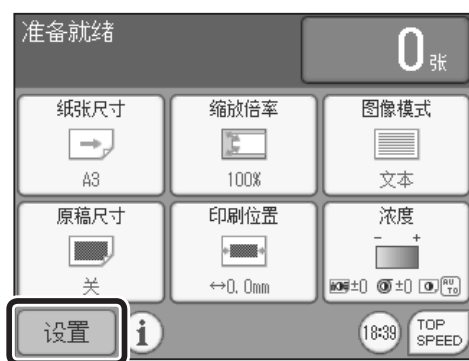 准备就绪
0张
纸张尺寸 缩放倍率 图像模式
A3 100% 文本
原稿尺寸 印刷位置 浓度
- +
关 ↔0.0mm ±0 ±0 AUTO
设置 i 18:39 TOP SPEED